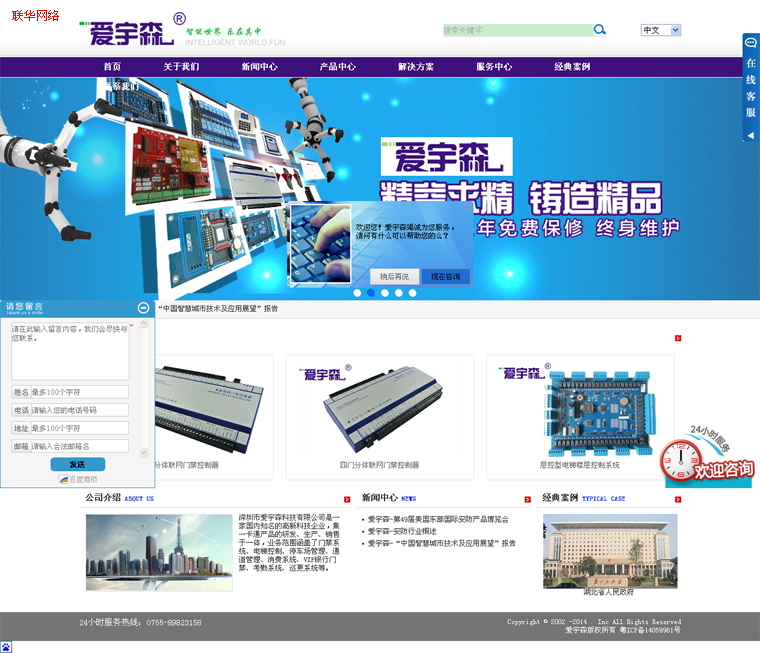 联华网络
爱宇森®
智能世界 乐在其中
INTELLIGENT WORLD FUN
搜索关键字
中文
首页 关于我们 新闻中心 产品中心 解决方案 服务中心 经典案例
联系我们
在线客服
爱宇森
精益求精 铸造精品
年免费保修 终身维护
欢迎您!爱宇森竭诚为您服务,
请问有什么可以帮助您的么?
稍后再说 现在咨询
请您留言
Leave us a note
“中国智慧城市技术及应用展望”报告
请在此输入留言内容,我们会尽快与
您联系。
*
姓名 最多100个字符
电话 请输入您的电话号码
地址 最多100个字符
邮箱 请输入合法邮箱名
发送
百度商桥
爱宇森®
爱宇森®
分体联网门禁控制器
四门分体联网门禁控制器
层控型电梯楼层控制系统
24小时服务
欢迎咨询
公司介绍 ABOUT US
新闻中心 NEWS
经典案例 TYPICAL CASE
深圳市爱宇森科技有限公司是一
家国内知名的高新科技企业,集
一卡通产品的研发、生产、销售
于一体,业务范围涵盖了门禁系
统、电梯控制、停车场管理、通
道管理、消费系统、VIP银行门
禁、考勤系统、巡更系统等。
爱宇森-第49届美国东部国际安防产品博览会
爱宇森-安防行业概述
爱宇森-“中国智慧城市技术及应用展望”报告
湖北省人民政府
24小时服务热线:0755-89823158
Copyright © 2002 -2014 . Inc All Rights Reserved
爱宇森版权所有 粤ICP备14059961号